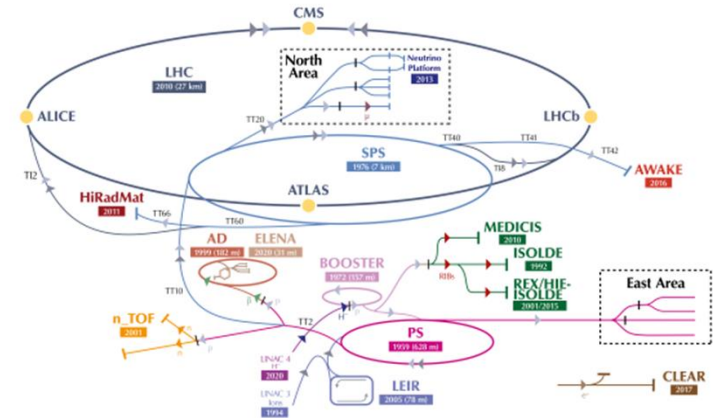 CMS
LHC
2010 (27 km)
North
Area
Neutrino
Platform
2013
ALICE
LHCb
TT20
TT40
TT41
TT42
SPS
1976 (7 km)
TI8
TI2
AWAKE
2016
ATLAS
HiRadMat
2011
TT66
TT60
AD
1999 (182 m)
ELENA
2020 (31 m)
MEDICIS
2010
BOOSTER
1972 (157 m)
ISOLDE
1992
RIBs
REX/HIE-
ISOLDE
2001/2015
East Area
TT10
n_TOF
2001
TT2
H⁻
PS
1959 (628 m)
LINAC 4
2020
LINAC 3
Ions
1994
LEIR
2005 (78 m)
CLEAR
2017